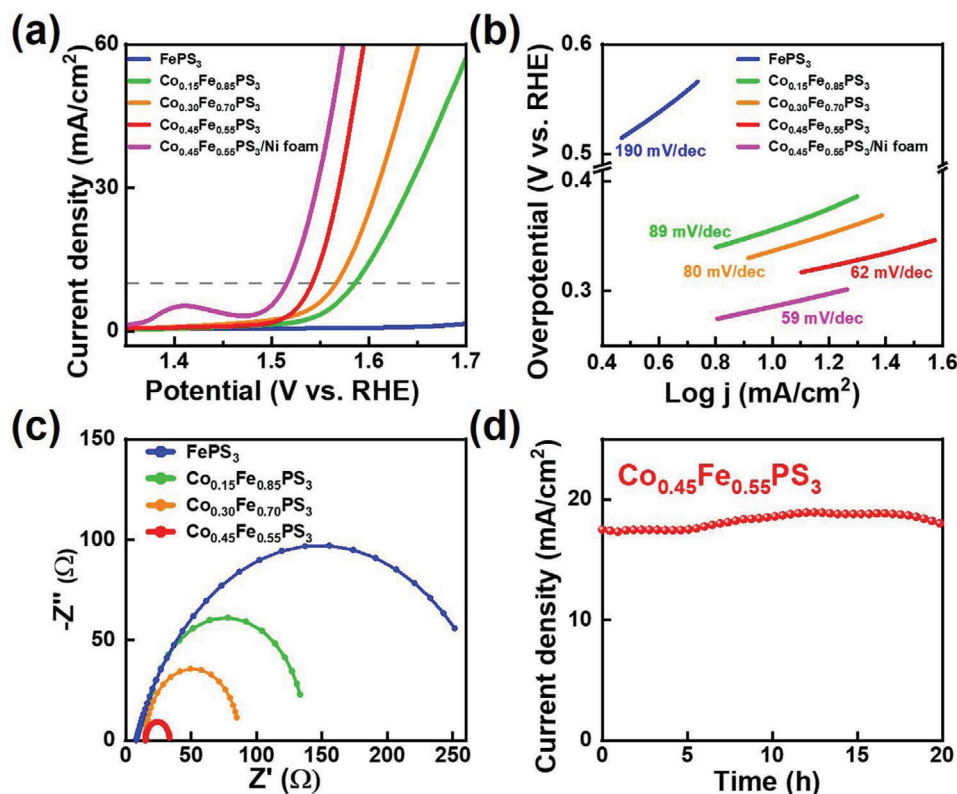 (a)
60
30
0
1.4
1.5
1.6
1.7
Current density (mA/cm²)
Potential (V vs. RHE)
FePS₃
Co₀.₁₅Fe₀.₈₅PS₃
Co₀.₃₀Fe₀.₇₀PS₃
Co₀.₄₅Fe₀.₅₅PS₃
Co₀.₄₅Fe₀.₅₅PS₃/Ni foam
(b)
0.6
0.5
0.4
0.3
0.4
0.6
0.8
1.0
1.2
1.4
1.6
Overpotential (V vs. RHE)
Log j (mA/cm²)
FePS₃
Co₀.₁₅Fe₀.₈₅PS₃
Co₀.₃₀Fe₀.₇₀PS₃
Co₀.₄₅Fe₀.₅₅PS₃
Co₀.₄₅Fe₀.₅₅PS₃/Ni foam
190 mV/dec
89 mV/dec
80 mV/dec
62 mV/dec
59 mV/dec
(c)
150
100
50
0
0
50
100
150
200
250
-Z" (Ω)
Z' (Ω)
FePS₃
Co₀.₁₅Fe₀.₈₅PS₃
Co₀.₃₀Fe₀.₇₀PS₃
Co₀.₄₅Fe₀.₅₅PS₃
(d)
Co₀.₄₅Fe₀.₅₅PS₃
20
10
0
0
5
10
15
20
Current density (mA/cm²)
Time (h)